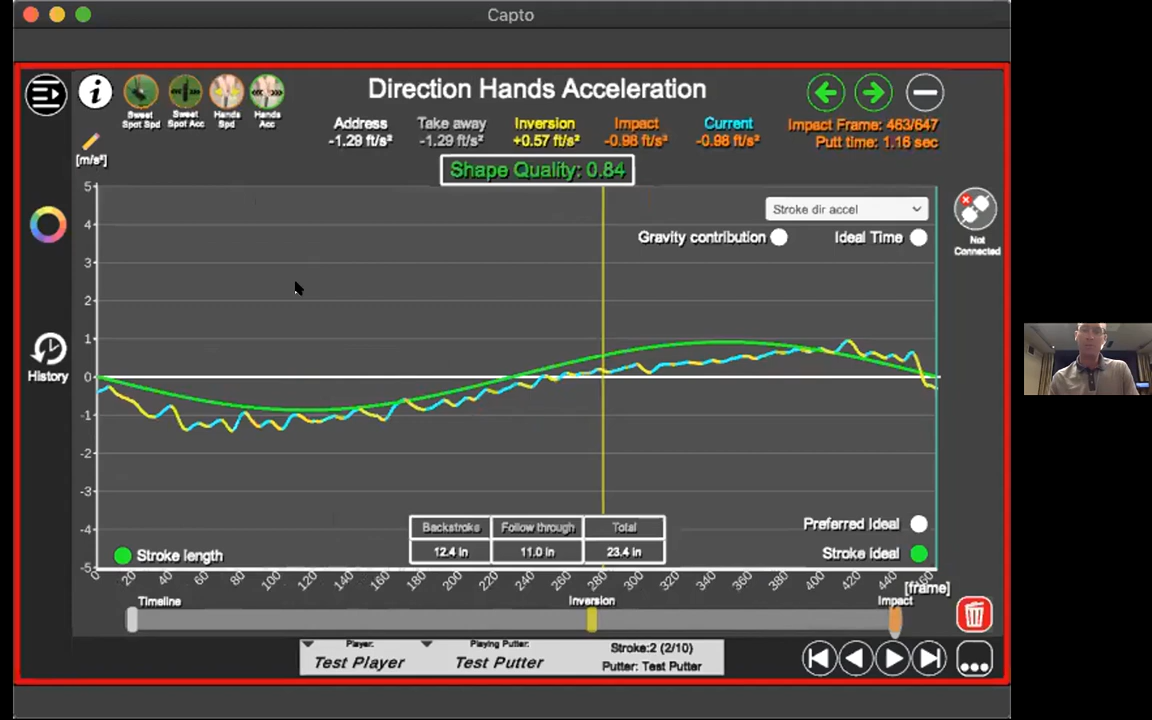 Capto
Direction Hands Acceleration
Sweet Spot Spd
Sweet Spot Acc
Hands Spd
Hands Acc
Address Take away Inversion Impact Current
-1.29 ft/s² -1.29 ft/s² +0.57 ft/s² -0.98 ft/s² -0.98 ft/s²
Impact Frame: 463/647
Putt time: 1.16 sec
[m/s²]
Shape Quality: 0.84
Stroke dir accel
Gravity contribution Ideal Time
Not Connected
History
5
4
3
2
1
0
-1
-2
-3
-4
-5
Preferred Ideal
Stroke ideal
Backstroke Follow through Total
12.4 in 11.0 in 23.4 in
Stroke length
0 20 40 60 80 100 120 140 160 180 200 220 240 260 280 300 320 340 360 380 400 420 440 460
[frame]
Timeline Inversion Impact
Player: Playing Putter: Stroke:2 (2/10)
Test Player Test Putter Putter: Test Putter